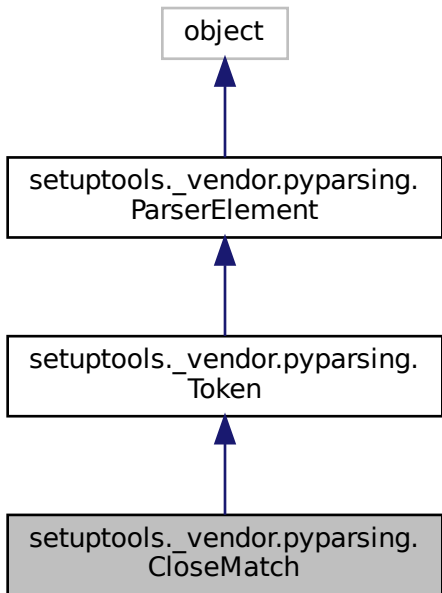 object
setuptools._vendor.pyparsing.
ParserElement
setuptools._vendor.pyparsing.
Token
setuptools._vendor.pyparsing.
CloseMatch